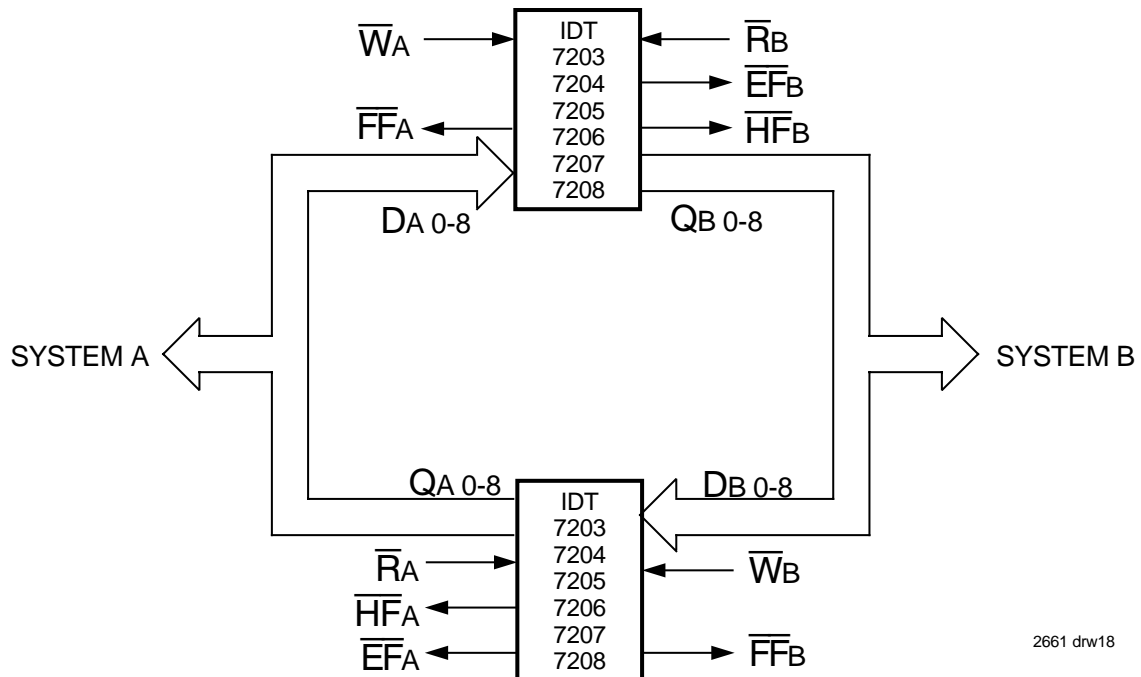 W̅A
IDT
7203
7204
7205
7206
7207
7208
R̅B
E̅F̅B
H̅F̅B
F̅F̅A
DA 0-8
QB 0-8
SYSTEM A
SYSTEM B
QA 0-8
IDT
7203
7204
7205
7206
7207
7208
DB 0-8
R̅A
W̅B
H̅F̅A
E̅F̅A
F̅F̅B
2661 drw18